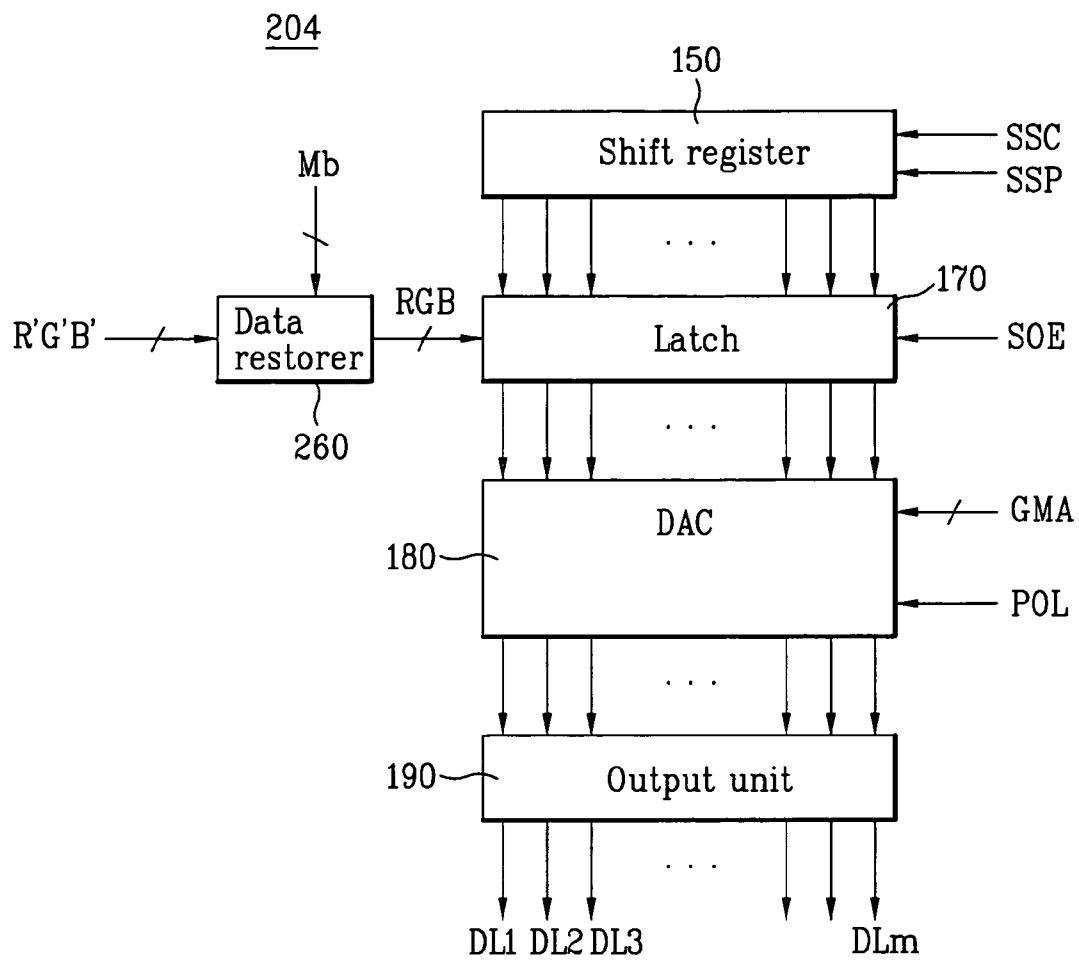 204
150
Shift register
SSC
SSP
Mb
170
R'G'B'
Data
restorer
RGB
Latch
SOE
260
. . .
. . .
DAC
GMA
180
POL
. . .
190
Output unit
. . .
DL1 DL2 DL3 DLm